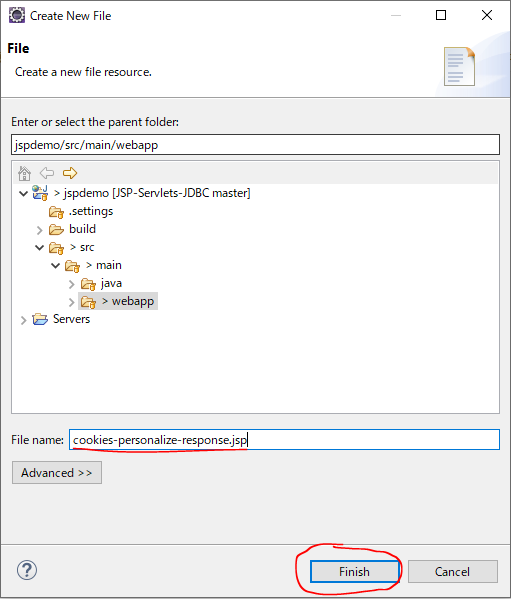 Create New File
File
Create a new file resource.
Enter or select the parent folder:
jspdemo/src/main/webapp
> jspdemo [JSP-Servlets-JDBC master]
.settings
build
> src
> main
java
> webapp
Servers
File name: cookies-personalize-response.jsp
Advanced >>
Finish Cancel